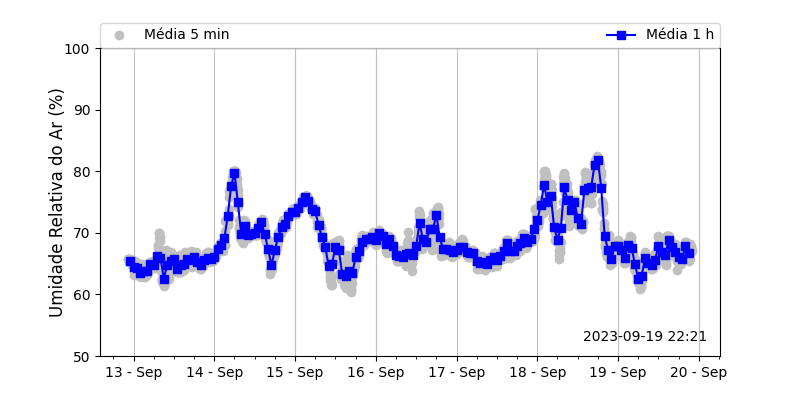 Média 5 min
Média 1 h
Umidade Relativa do Ar (%)
100
90
80
70
60
50
2023-09-19 22:21
13 - Sep
14 - Sep
15 - Sep
16 - Sep
17 - Sep
18 - Sep
19 - Sep
20 - Sep